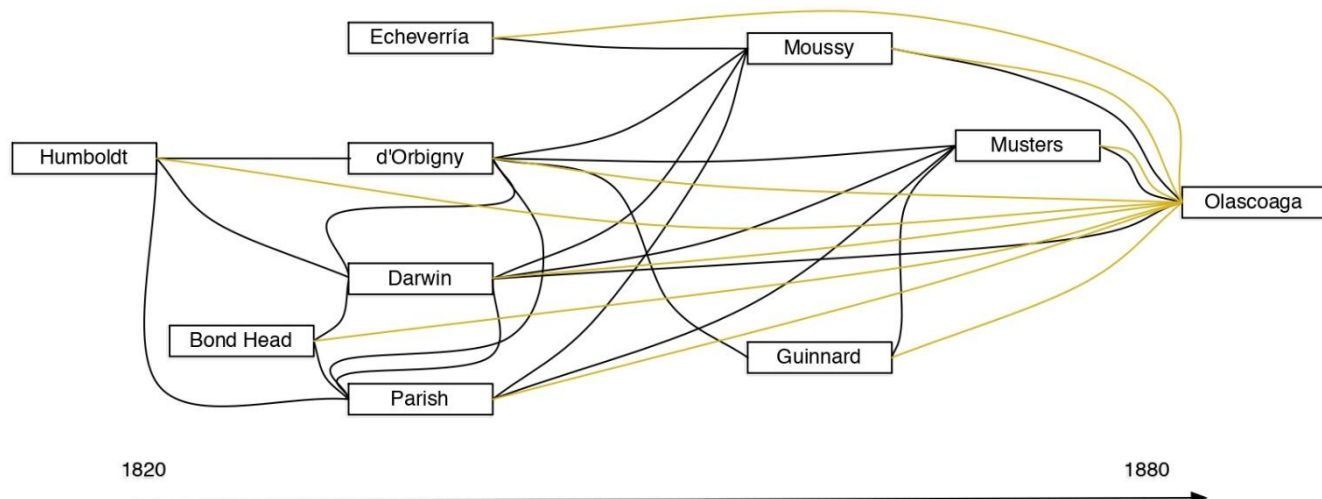 Echeverría
Moussy
Humboldt
d'Orbigny
Musters
Olascoaga
Darwin
Bond Head
Guinnard
Parish
1820
1880